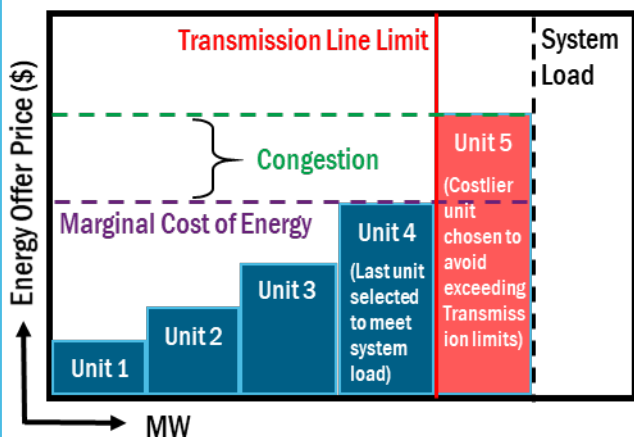 Transmission Line Limit
System
Load
Energy Offer Price ($)
Congestion
Marginal Cost of Energy
Unit 1
Unit 2
Unit 3
Unit 4
(Last unit
selected
to meet
system
load)
Unit 5
(Costlier
unit
chosen to
avoid
exceeding
Transmiss
ion limits)
MW